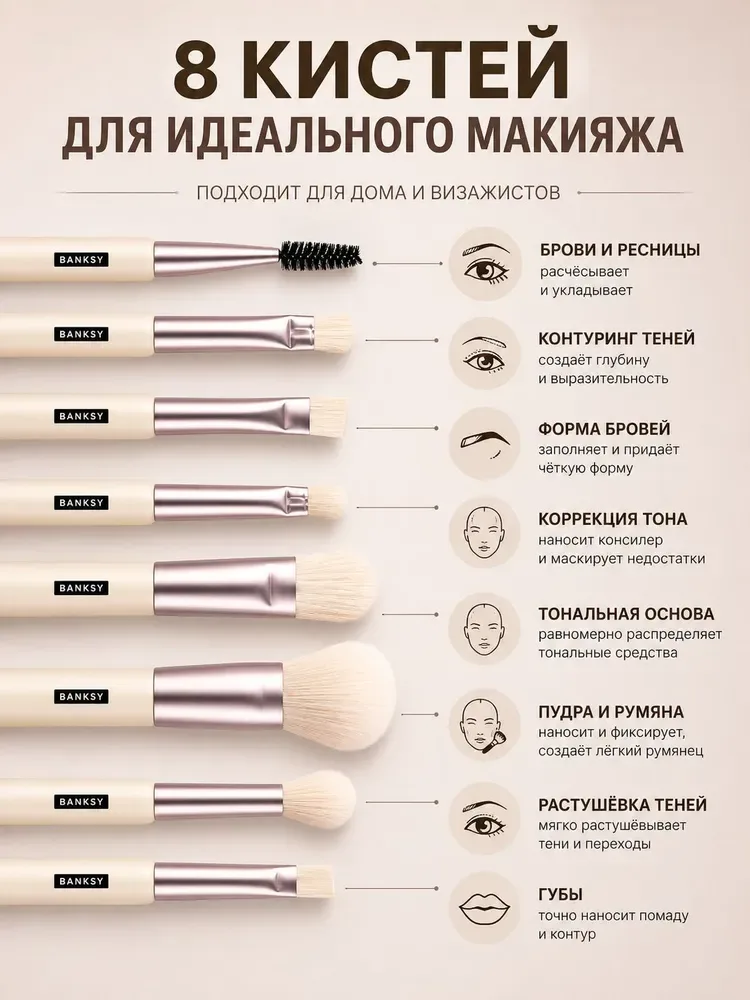 8 КИСТЕЙ
ДЛЯ ИДЕАЛЬНОГО МАКИЯЖА
ПОДХОДИТ ДЛЯ ДОМА И ВИЗАЖИСТОВ
BANKSY
БРОВИ И РЕСНИЦЫ
расчёсывает
и укладывает
BANKSY
КОНТУРИНГ ТЕНЕЙ
создаёт глубину
и выразительность
BANKSY
ФОРМА БРОВЕЙ
заполняет и придаёт
чёткую форму
BANKSY
КОРРЕКЦИЯ ТОНА
наносит консилер
и маскирует недостатки
BANKSY
ТОНАЛЬНАЯ ОСНОВА
равномерно распределяет
тональные средства
BANKSY
ПУДРА И РУМЯНА
наносит и фиксирует,
создаёт лёгкий румянец
BANKSY
РАСТУШЁВКА ТЕНЕЙ
мягко растушёвывает
тени и переходы
BANKSY
ГУБЫ
точно наносит помаду
и контур